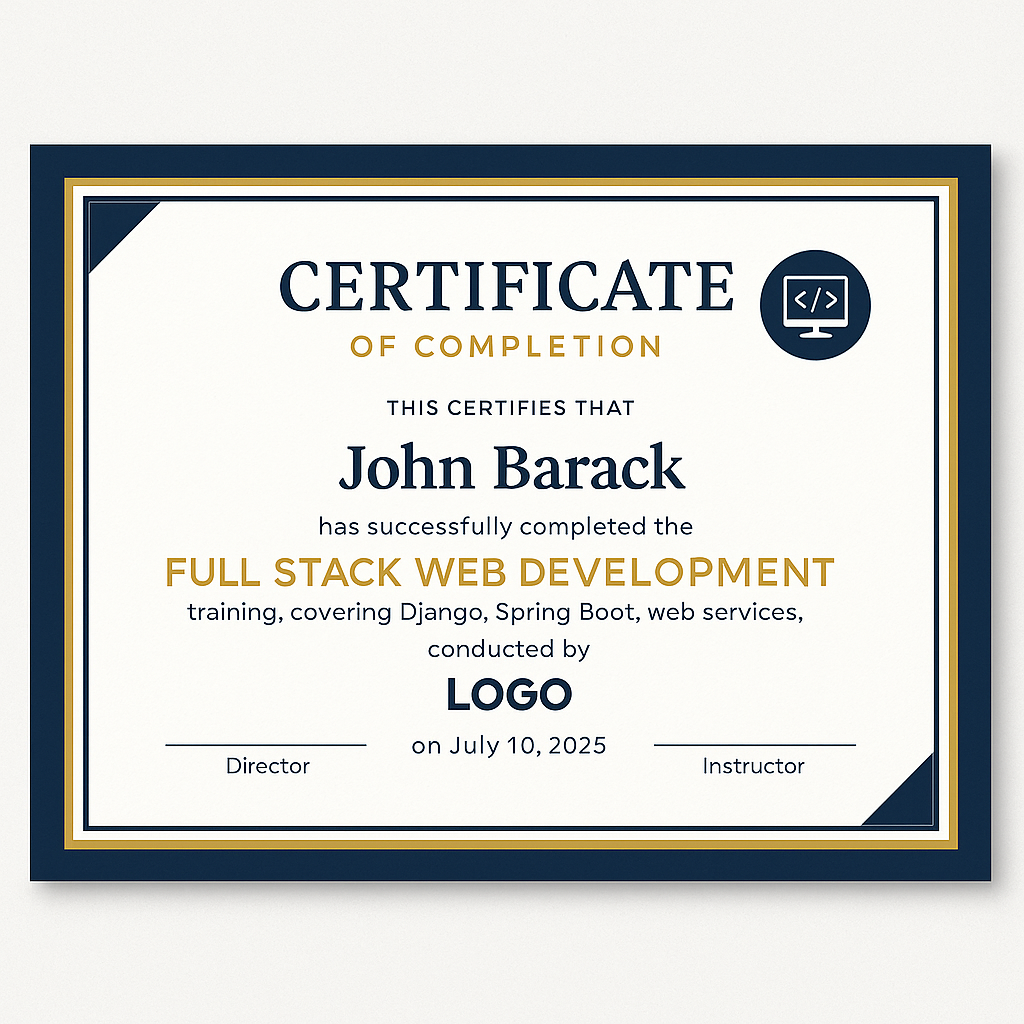 CERTIFICATE
</>
OF COMPLETION
THIS CERTIFIES THAT
John Barack
has successfully completed the
FULL STACK WEB DEVELOPMENT
training, covering Django, Spring Boot, web services,
conducted by
LOGO
on July 10, 2025
Director
Instructor